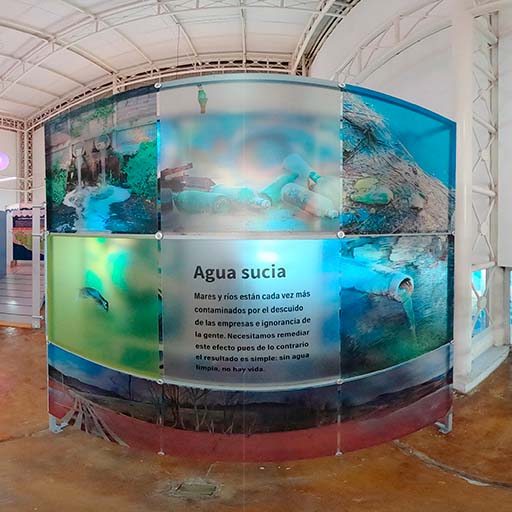 Agua sucia
Mares y ríos están cada vez más
contaminados por el descuido
de las empresas e ignorancia de
la gente. Necesitamos remediar
este efecto pues de lo contrario
el resultado es simple: sin agua
limpia, no hay vida.